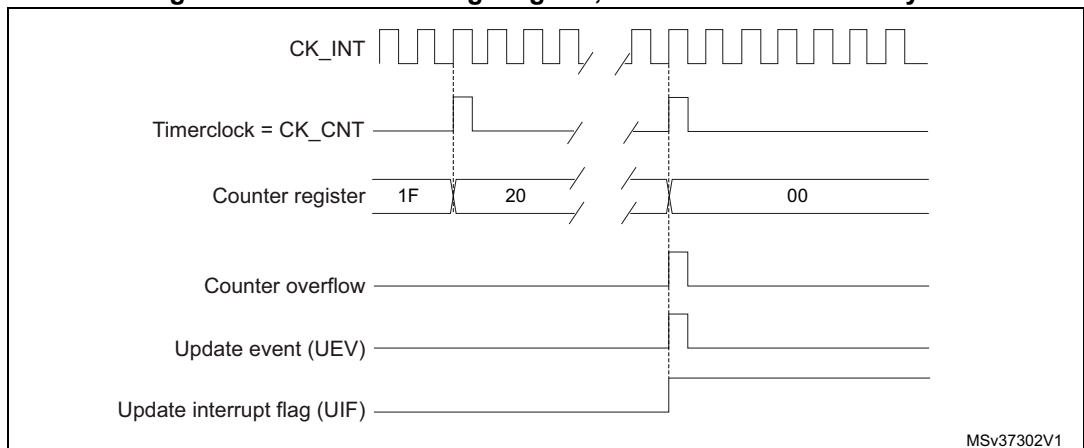 CK_INT
Timerclock = CK_CNT
Counter register
1F
20
00
Counter overflow
Update event (UEV)
Update interrupt flag (UIF)
MSv37302V1